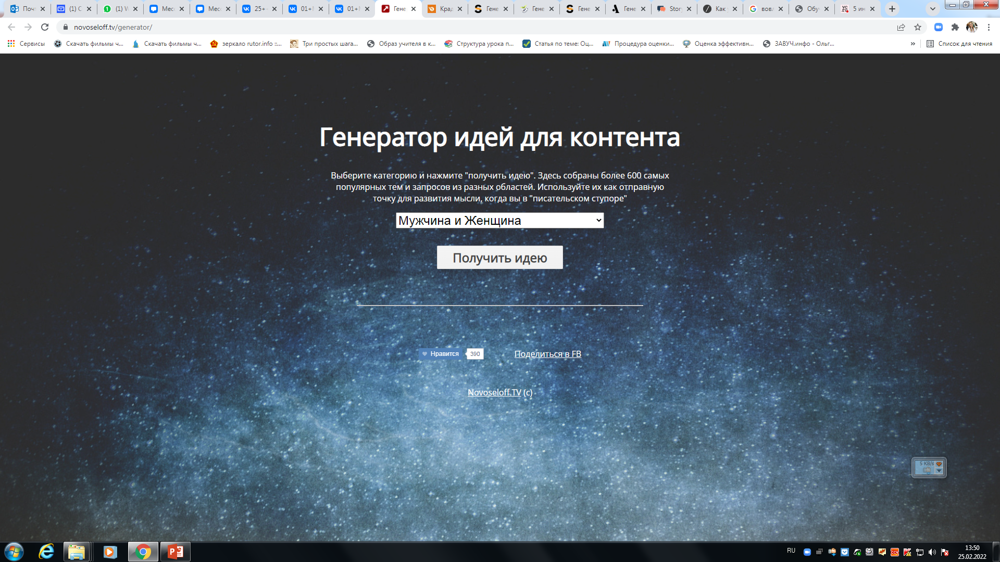 Почт
(1) С
(1) W
Месс
Месс
25+
01+
01+
Гене
Крад
Гене
Гене
Гене
Гене
Stor
Как
вовл
Обу
5 ин
novoseloff.tv/generator/
Сервисы
Скачать фильмы ч...
Скачать фильмы ч...
зеркало rutor.info ::...
Три простых шага...
Образ учителя в к...
Структура урока п...
Статья по теме: Оц...
Процедура оценки...
Оценка эффективн...
ЗАВУЧ.инфо - Ольг...
»
Список для чтения
Генератор идей для контента
Выберите категорию и нажмите "получить идею". Здесь собраны более 600 самых
популярных тем и запросов из разных областей. Используйте их как отправную
точку для развития мысли, когда вы в "писательском ступоре"
Мужчина и Женщина
Получить идею
Нравится
390
Поделиться в FB
Novoseloff.TV (c)
5 KB/s
RU
13:50
25.02.2022